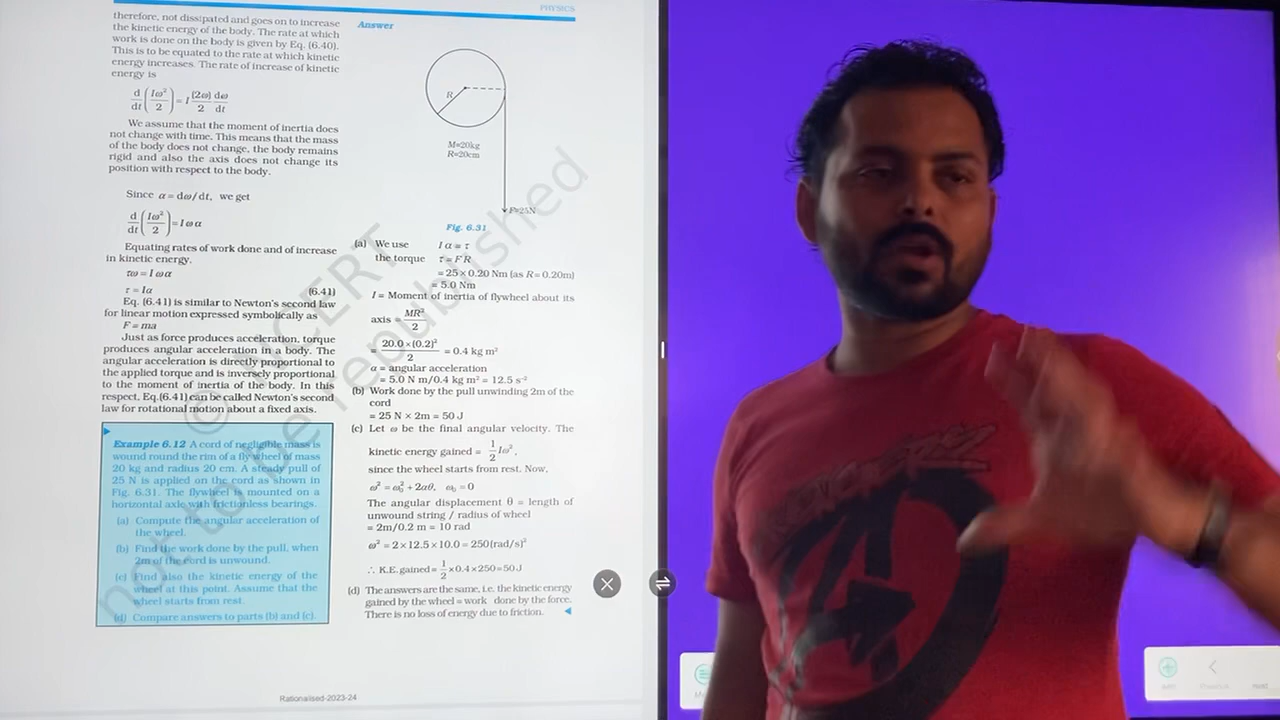 PHYSICS
therefore, not dissipated and goes on to increase
the kinetic energy of the body. The rate at which
work is done on the body is given by Eq. (6.40).
This is to be equated to the rate at which kinetic
energy increases. The rate of increase of kinetic
energy is
d/dt (Iω²/2) = I (2ω)/2 dω/dt
We assume that the moment of inertia does
not change with time. This means that the mass
of the body does not change, the body remains
rigid and also the axis does not change its
position with respect to the body.
Since α = dω/dt, we get
d/dt (Iω²/2) = I ω α
Equating rates of work done and of increase
in kinetic energy.
τω = I ω α
τ = Iα (6.41)
Eq. (6.41) is similar to Newton's second law
for linear motion expressed symbolically as
F = ma
Just as force produces acceleration, torque
produces angular acceleration in a body. The
angular acceleration is directly proportional to
the applied torque and is inversely proportional
to the moment of inertia of the body. In this
respect, Eq.(6.41) can be called Newton's second
law for rotational motion about a fixed axis.
Example 6.12 A cord of negligible mass is
wound round the rim of a fly wheel of mass
20 kg and radius 20 cm. A steady pull of
25 N is applied on the cord as shown in
Fig. 6.31. The flywheel is mounted on a
horizontal axle with frictionless bearings.
(a) Compute the angular acceleration of
the wheel.
(b) Find the work done by the pull, when
2m of the cord is unwound.
(c) Find also the kinetic energy of the
wheel at this point. Assume that the
wheel starts from rest.
(d) Compare answers to parts (b) and (c).
Answer
R
M=20kg
R=20cm
F=25N
Fig. 6.31
(a) We use I α = τ
the torque τ = F R
= 25×0.20 Nm (as R = 0.20m)
= 5.0 Nm
I = Moment of inertia of flywheel about its
axis = MR²/2
= 20.0×(0.2)²/2 = 0.4 kg m²
α = angular acceleration
= 5.0 N m/0.4 kg m² = 12.5 s⁻²
(b) Work done by the pull unwinding 2m of the
cord
= 25 N × 2m = 50 J
(c) Let ω be the final angular velocity. The
kinetic energy gained = 1/2 Iω²,
since the wheel starts from rest. Now,
ω² = ω₀² + 2αθ, ω₀ = 0
The angular displacement θ = length of
unwound string / radius of wheel
= 2m/0.2 m = 10 rad
ω² = 2×12.5×10.0 = 250(rad/s)²
∴ K.E. gained = 1/2 ×0.4×250=50J
(d) The answers are the same, i.e. the kinetic energy
gained by the wheel = work done by the force.
There is no loss of energy due to friction.
© NCERT
not to be republished
Rationalised-2023-24
A